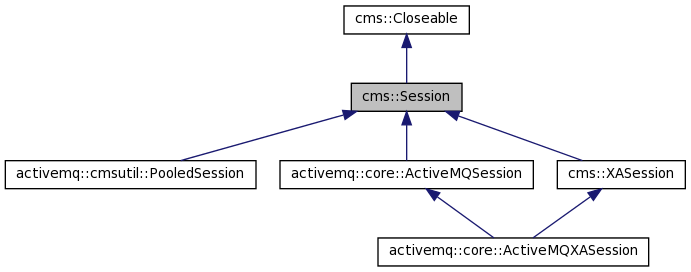 cms::Closeable
cms::Session
activemq::cmsutil::PooledSession
activemq::core::ActiveMQSession
cms::XASession
activemq::core::ActiveMQXASession